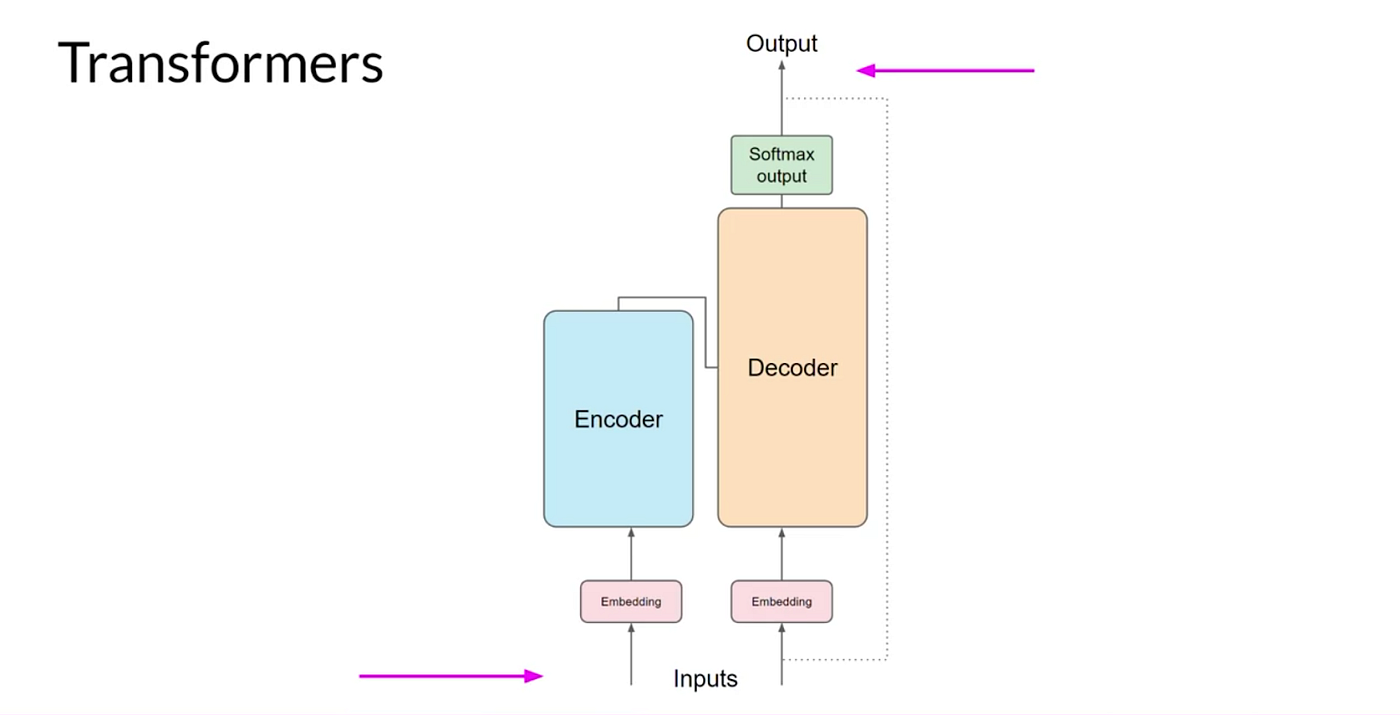 Transformers
Output
Softmax
output
Decoder
Encoder
Embedding
Embedding
Inputs